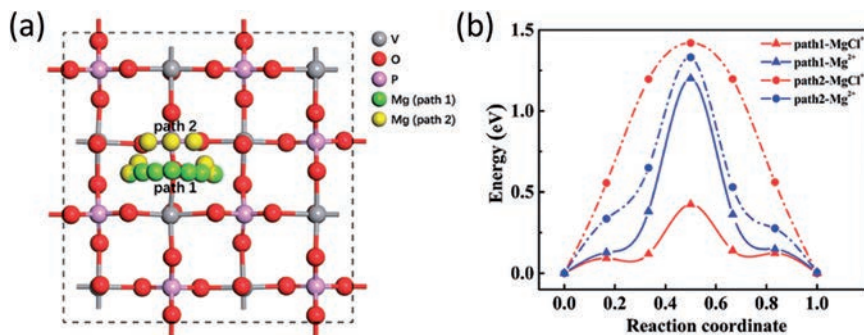 (a)
V
O
P
Mg (path 1)
Mg (path 2)
path 2
path 1
(b)
1.5
1.0
0.5
0.0
Energy (eV)
path1-MgCl⁺
path1-Mg²⁺
path2-MgCl⁺
path2-Mg²⁺
0.0 0.2 0.4 0.6 0.8 1.0
Reaction coordinate